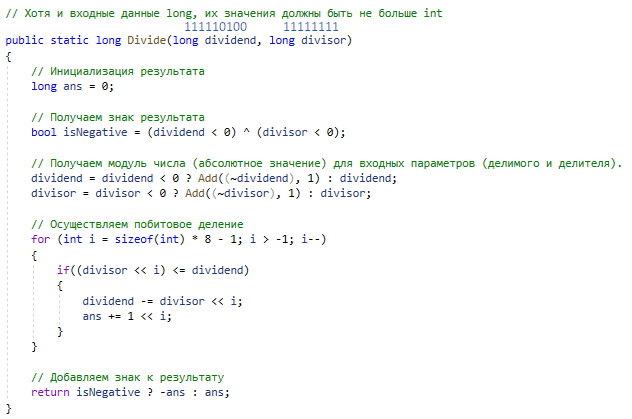 // Хотя и входные данные long, их значения должны быть не больше int
111110100 11111111
public static long Divide(long dividend, long divisor)
{
// Инициализация результата
long ans = 0;
// Получаем знак результата
bool isNegative = (dividend < 0) ^ (divisor < 0);
// Получаем модуль числа (абсолютное значение) для входных параметров (делимого и делителя).
dividend = dividend < 0 ? Add((~dividend), 1) : dividend;
divisor = divisor < 0 ? Add((~divisor), 1) : divisor;
// Осуществляем побитовое деление
for (int i = sizeof(int) * 8 - 1; i > -1; i--)
{
if((divisor << i) <= dividend)
{
dividend -= divisor << i;
ans += 1 << i;
}
}
// Добавляем знак к результату
return isNegative ? -ans : ans;
}